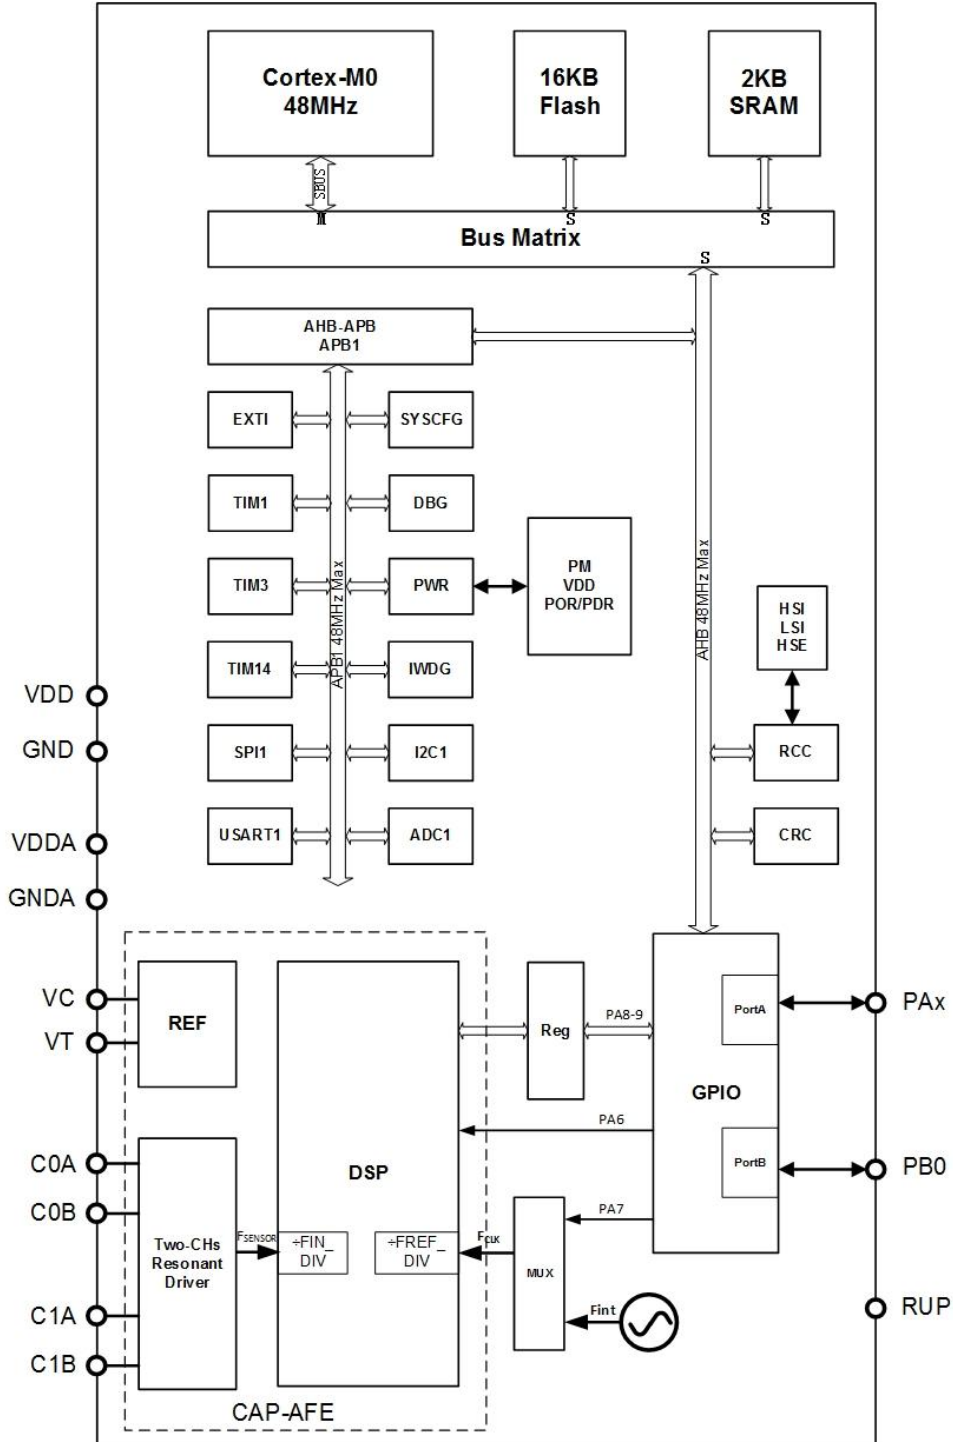 Cortex-M0
48MHz
16KB
Flash
2KB
SRAM
SBUS
M
S
S
Bus Matrix
S
AHB-APB
APB1
EXTI
SYSCFG
TIM1
DBG
TIM3
PWR
PM
VDD
POR/PDR
APB1 48MHz Max
AHB 48MHz Max
HSI
LSI
HSE
TIM14
IWDG
VDD
GND
SPI1
I2C1
RCC
USART1
ADC1
CRC
VDDA
GNDA
VC
VT
REF
Reg
PA8-9
PortA
PAx
GPIO
PA6
DSP
PortB
PB0
C0A
C0B
PA7
Two-CHs
Resonant
Driver
FSENSOR
÷FIN_
DIV
÷FREF_
DIV
FCLK
MUX
Fint
RUP
C1A
C1B
CAP-AFE